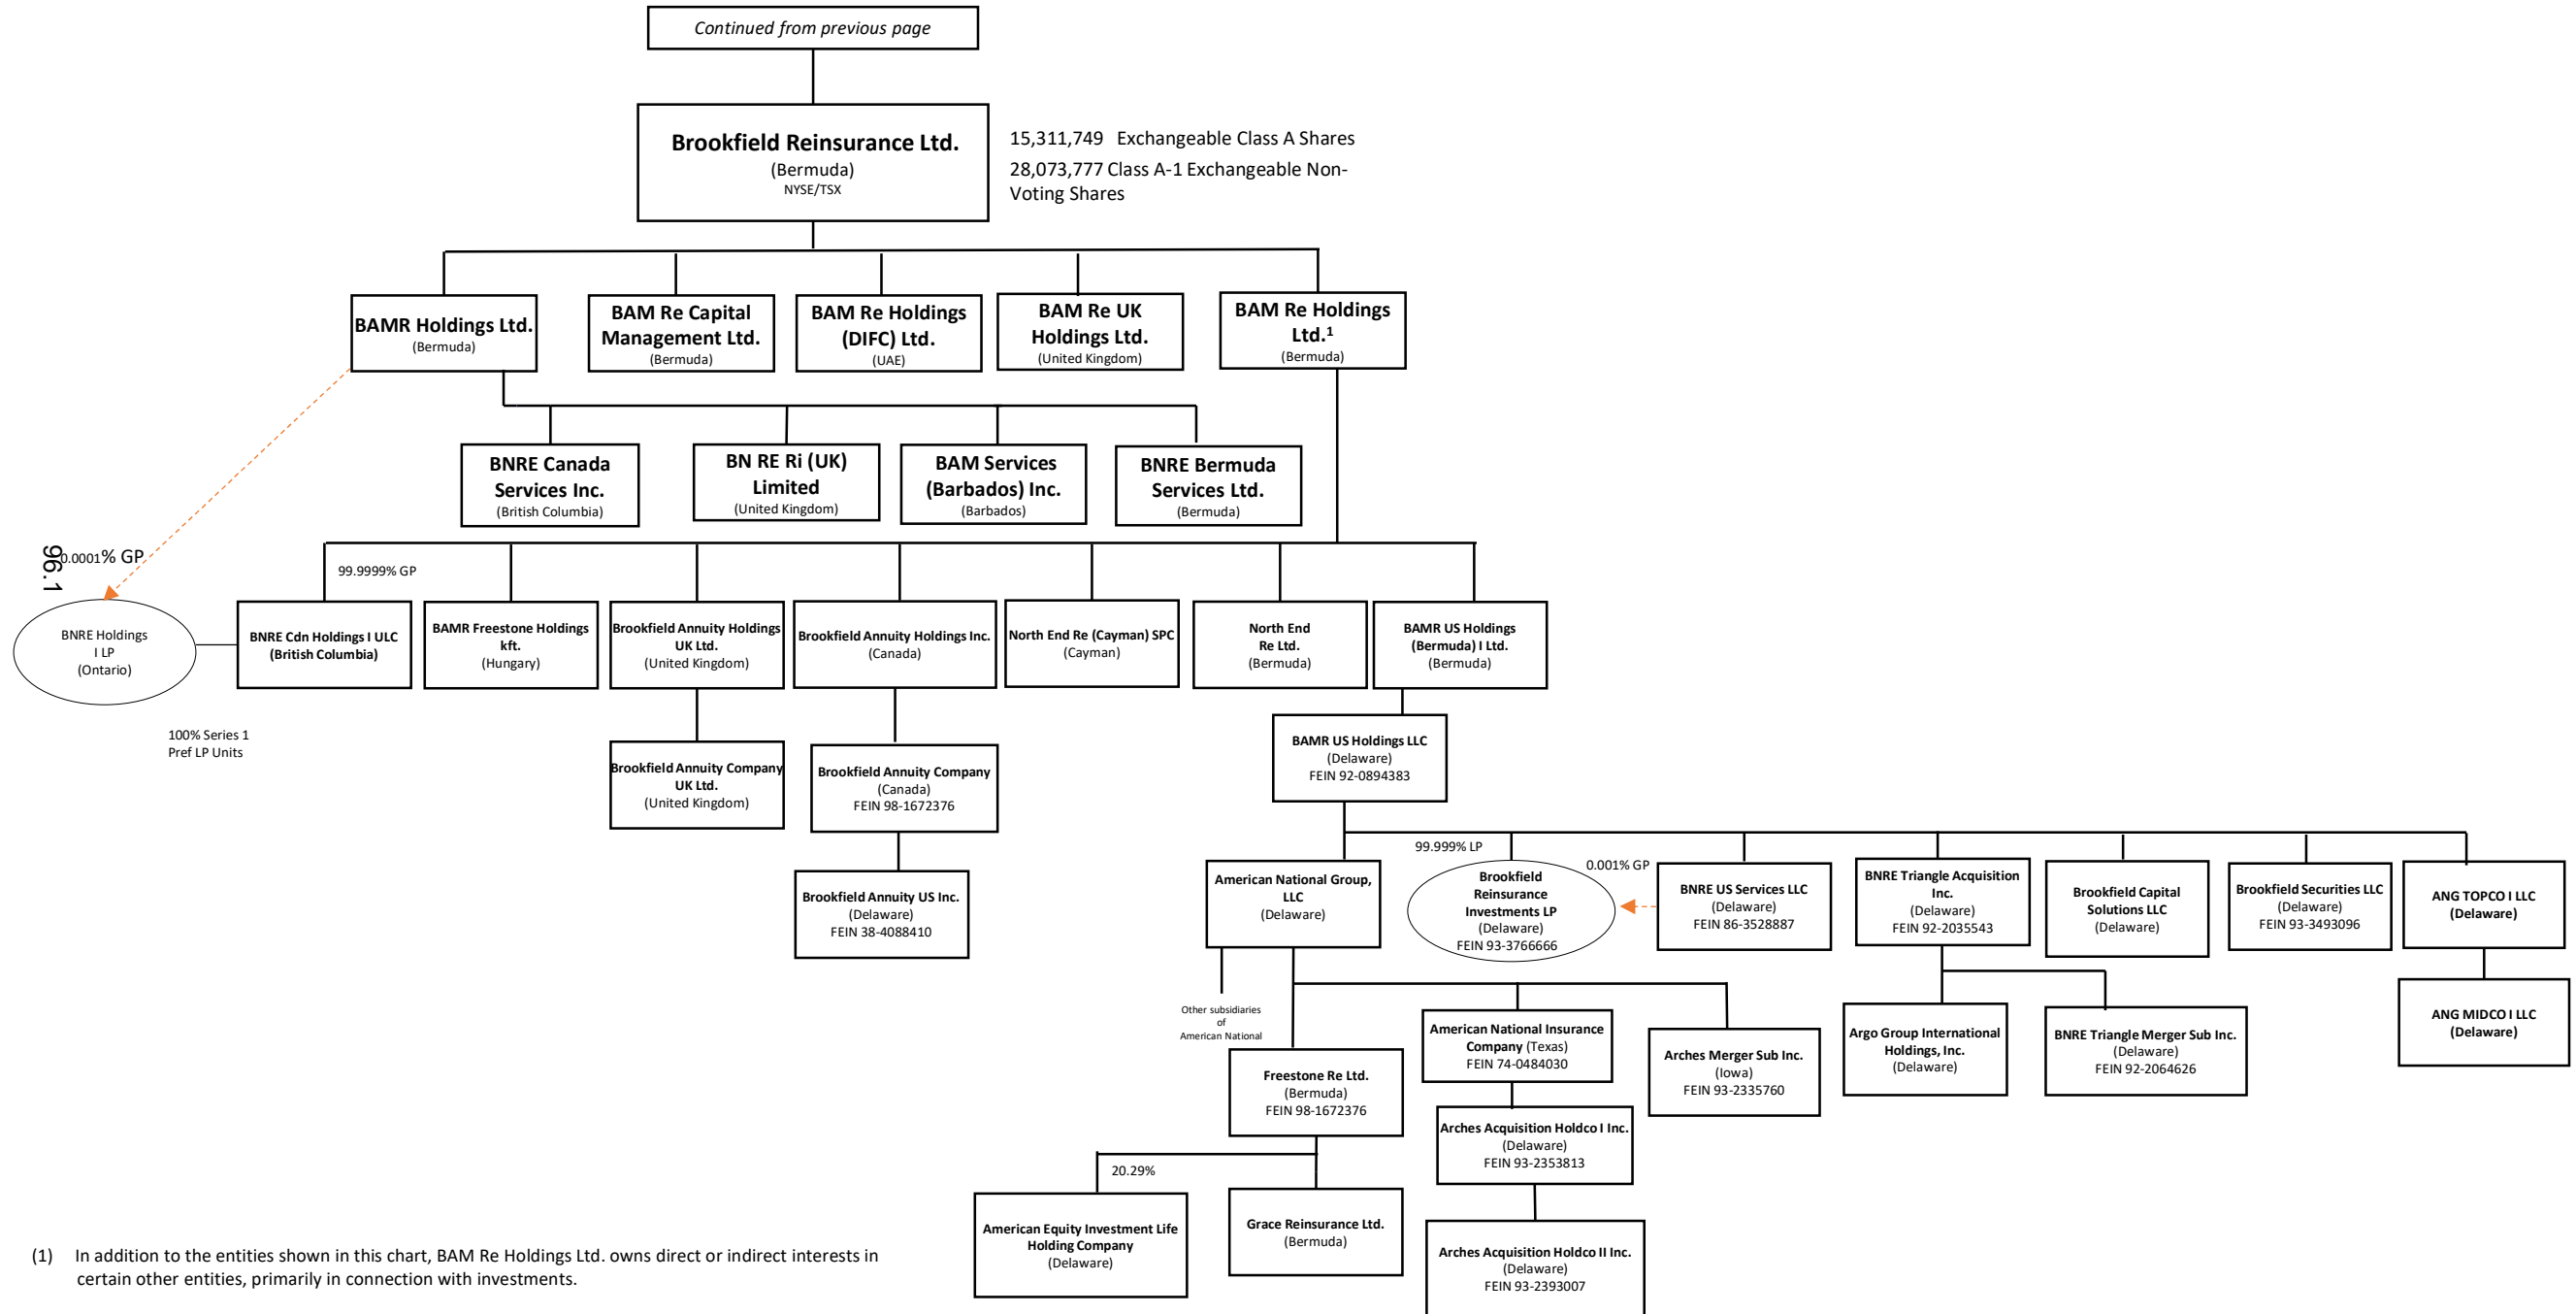 Continued from previous page
Brookfield Reinsurance Ltd.
(Bermuda)
NYSE/TSX
15,311,749 Exchangeable Class A Shares
28,073,777 Class A-1 Exchangeable Non-
Voting Shares
BAMR Holdings Ltd.
(Bermuda)
BAM Re Capital
Management Ltd.
(Bermuda)
BAM Re Holdings
(DIFC) Ltd.
(UAE)
BAM Re UK
Holdings Ltd.
(United Kingdom)
BAM Re Holdings
Ltd.1
(Bermuda)
BNRE Canada
Services Inc.
(British Columbia)
BN RE Ri (UK)
Limited
(United Kingdom)
BAM Services
(Barbados) Inc.
(Barbados)
BNRE Bermuda
Services Ltd.
(Bermuda)
96.1
0.0001% GP
99.9999% GP
BNRE Holdings
I LP
(Ontario)
BNRE Cdn Holdings I ULC
(British Columbia)
BAMR Freestone Holdings
kft.
(Hungary)
Brookfield Annuity Holdings
UK Ltd.
(United Kingdom)
Brookfield Annuity Holdings Inc.
(Canada)
North End Re (Cayman) SPC
(Cayman)
North End
Re Ltd.
(Bermuda)
BAMR US Holdings
(Bermuda) I Ltd.
(Bermuda)
100% Series 1
Pref LP Units
Brookfield Annuity Company
UK Ltd.
(United Kingdom)
Brookfield Annuity Company
(Canada)
FEIN 98-1672376
BAMR US Holdings LLC
(Delaware)
FEIN 92-0894383
Brookfield Annuity US Inc.
(Delaware)
FEIN 38-4088410
American National Group,
LLC
(Delaware)
99.999% LP
Brookfield
Reinsurance
Investments LP
(Delaware)
FEIN 93-3766666
0.001% GP
BNRE US Services LLC
(Delaware)
FEIN 86-3528887
BNRE Triangle Acquisition
Inc.
(Delaware)
FEIN 92-2035543
Brookfield Capital
Solutions LLC
(Delaware)
Brookfield Securities LLC
(Delaware)
FEIN 93-3493096
ANG TOPCO I LLC
(Delaware)
Other subsidiaries
of
American National
Freestone Re Ltd.
(Bermuda)
FEIN 98-1672376
American National Insurance
Company (Texas)
FEIN 74-0484030
Arches Merger Sub Inc.
(Iowa)
FEIN 93-2335760
Argo Group International
Holdings, Inc.
(Delaware)
BNRE Triangle Merger Sub Inc.
(Delaware)
FEIN 92-2064626
ANG MIDCO I LLC
(Delaware)
Arches Acquisition Holdco I Inc.
(Delaware)
FEIN 93-2353813
20.29%
American Equity Investment Life
Holding Company
(Delaware)
Grace Reinsurance Ltd.
(Bermuda)
Arches Acquisition Holdco II Inc.
(Delaware)
FEIN 93-2393007
(1) In addition to the entities shown in this chart, BAM Re Holdings Ltd. owns direct or indirect interests in
certain other entities, primarily in connection with investments.